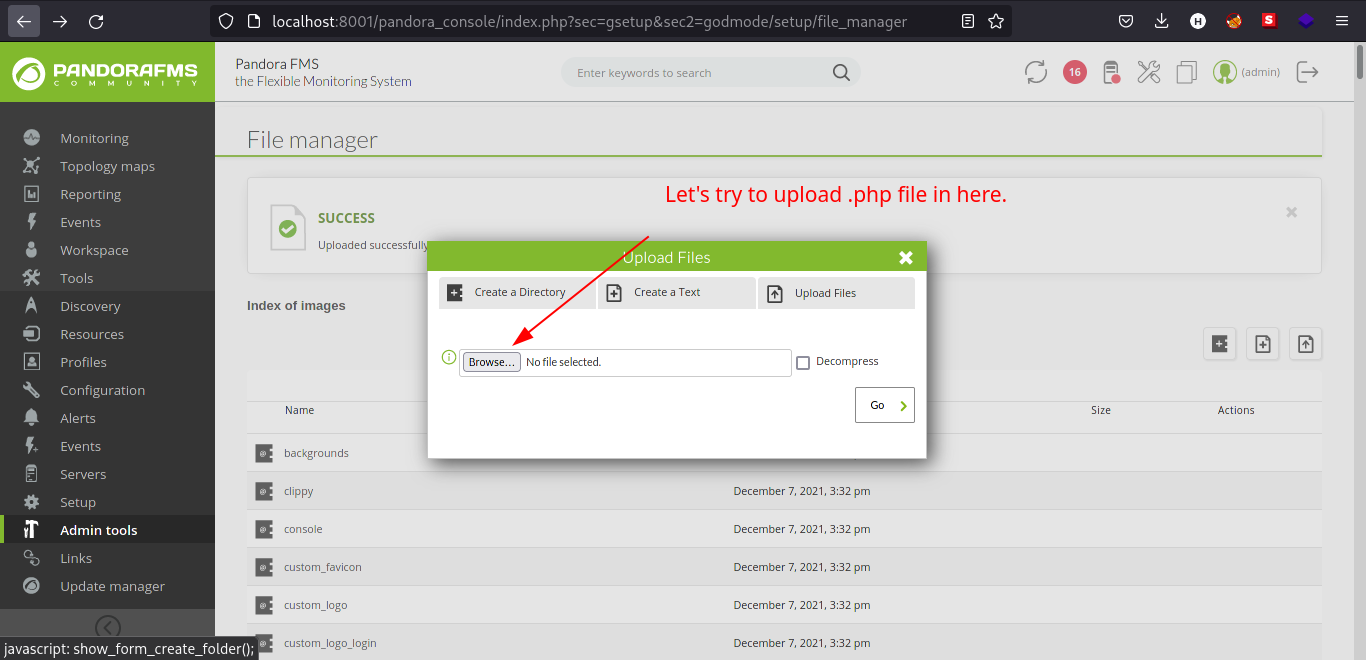 localhost:8001/pandora_console/index.php?sec=gsetup&sec2=godmode/setup/file_manager
H
S
PANDORAFMS
COMMUNITY
Pandora FMS
the Flexible Monitoring System
Enter keywords to search
16
(admin)
Monitoring
Topology maps
Reporting
Events
Workspace
Tools
Discovery
Resources
Profiles
Configuration
Alerts
Events
Servers
Setup
Admin tools
Links
Update manager
javascript: show_form_create_folder();
File manager
Let's try to upload .php file in here.
SUCCESS
Uploaded successfully
Upload Files
Create a Directory
Create a Text
Upload Files
Browse... No file selected.
Decompress
Go
Index of images
Name Size Actions
backgrounds
clippy December 7, 2021, 3:32 pm
console December 7, 2021, 3:32 pm
custom_favicon December 7, 2021, 3:32 pm
custom_logo December 7, 2021, 3:32 pm
custom_logo_login December 7, 2021, 3:32 pm